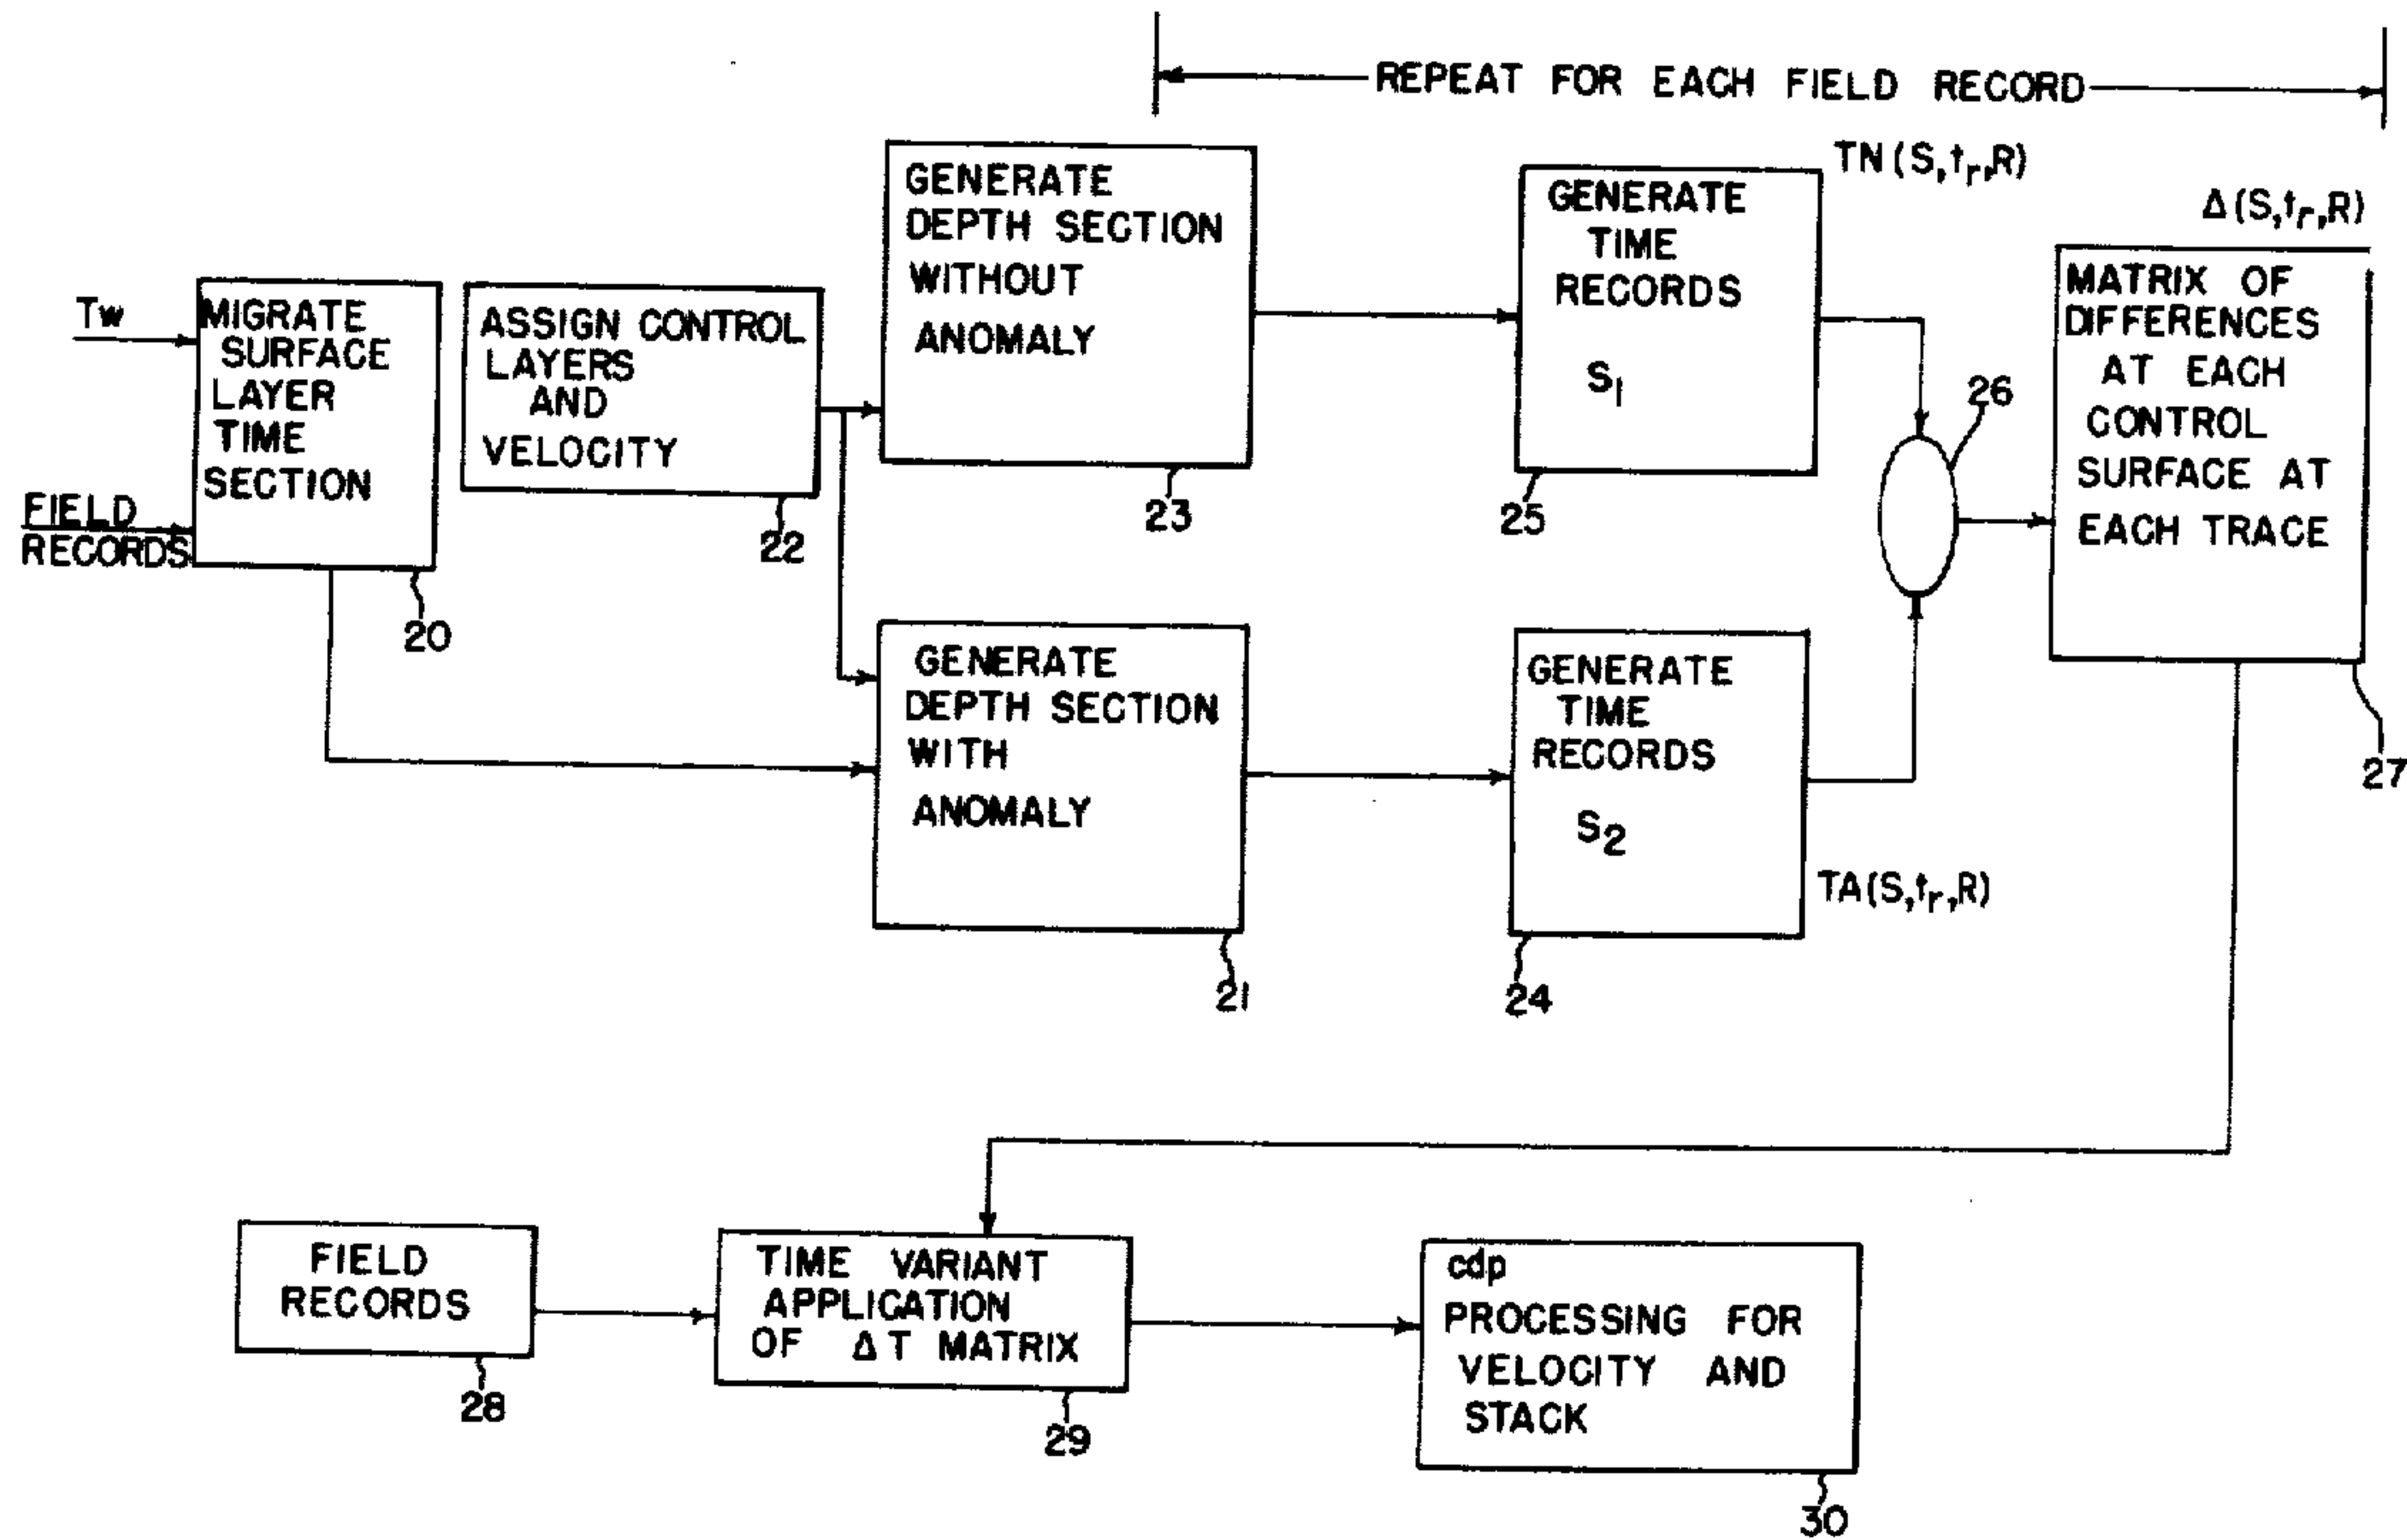 REPEAT FOR EACH FIELD RECORD
Tw
FIELD
RECORDS
MIGRATE
SURFACE
LAYER
TIME
SECTION
20
ASSIGN CONTROL
LAYERS
AND
VELOCITY
22
GENERATE
DEPTH SECTION
WITHOUT
ANOMALY
23
GENERATE
TIME
RECORDS
S1
25
TN(S,tr,R)
26
Δ(S,tr,R)
MATRIX OF
DIFFERENCES
AT EACH
CONTROL
SURFACE AT
EACH TRACE
27
GENERATE
DEPTH SECTION
WITH
ANOMALY
21
GENERATE
TIME
RECORDS
S2
24
TA(S,tr,R)
FIELD
RECORDS
28
TIME VARIANT
APPLICATION
OF ΔT MATRIX
29
cdp
PROCESSING FOR
VELOCITY AND
STACK
30